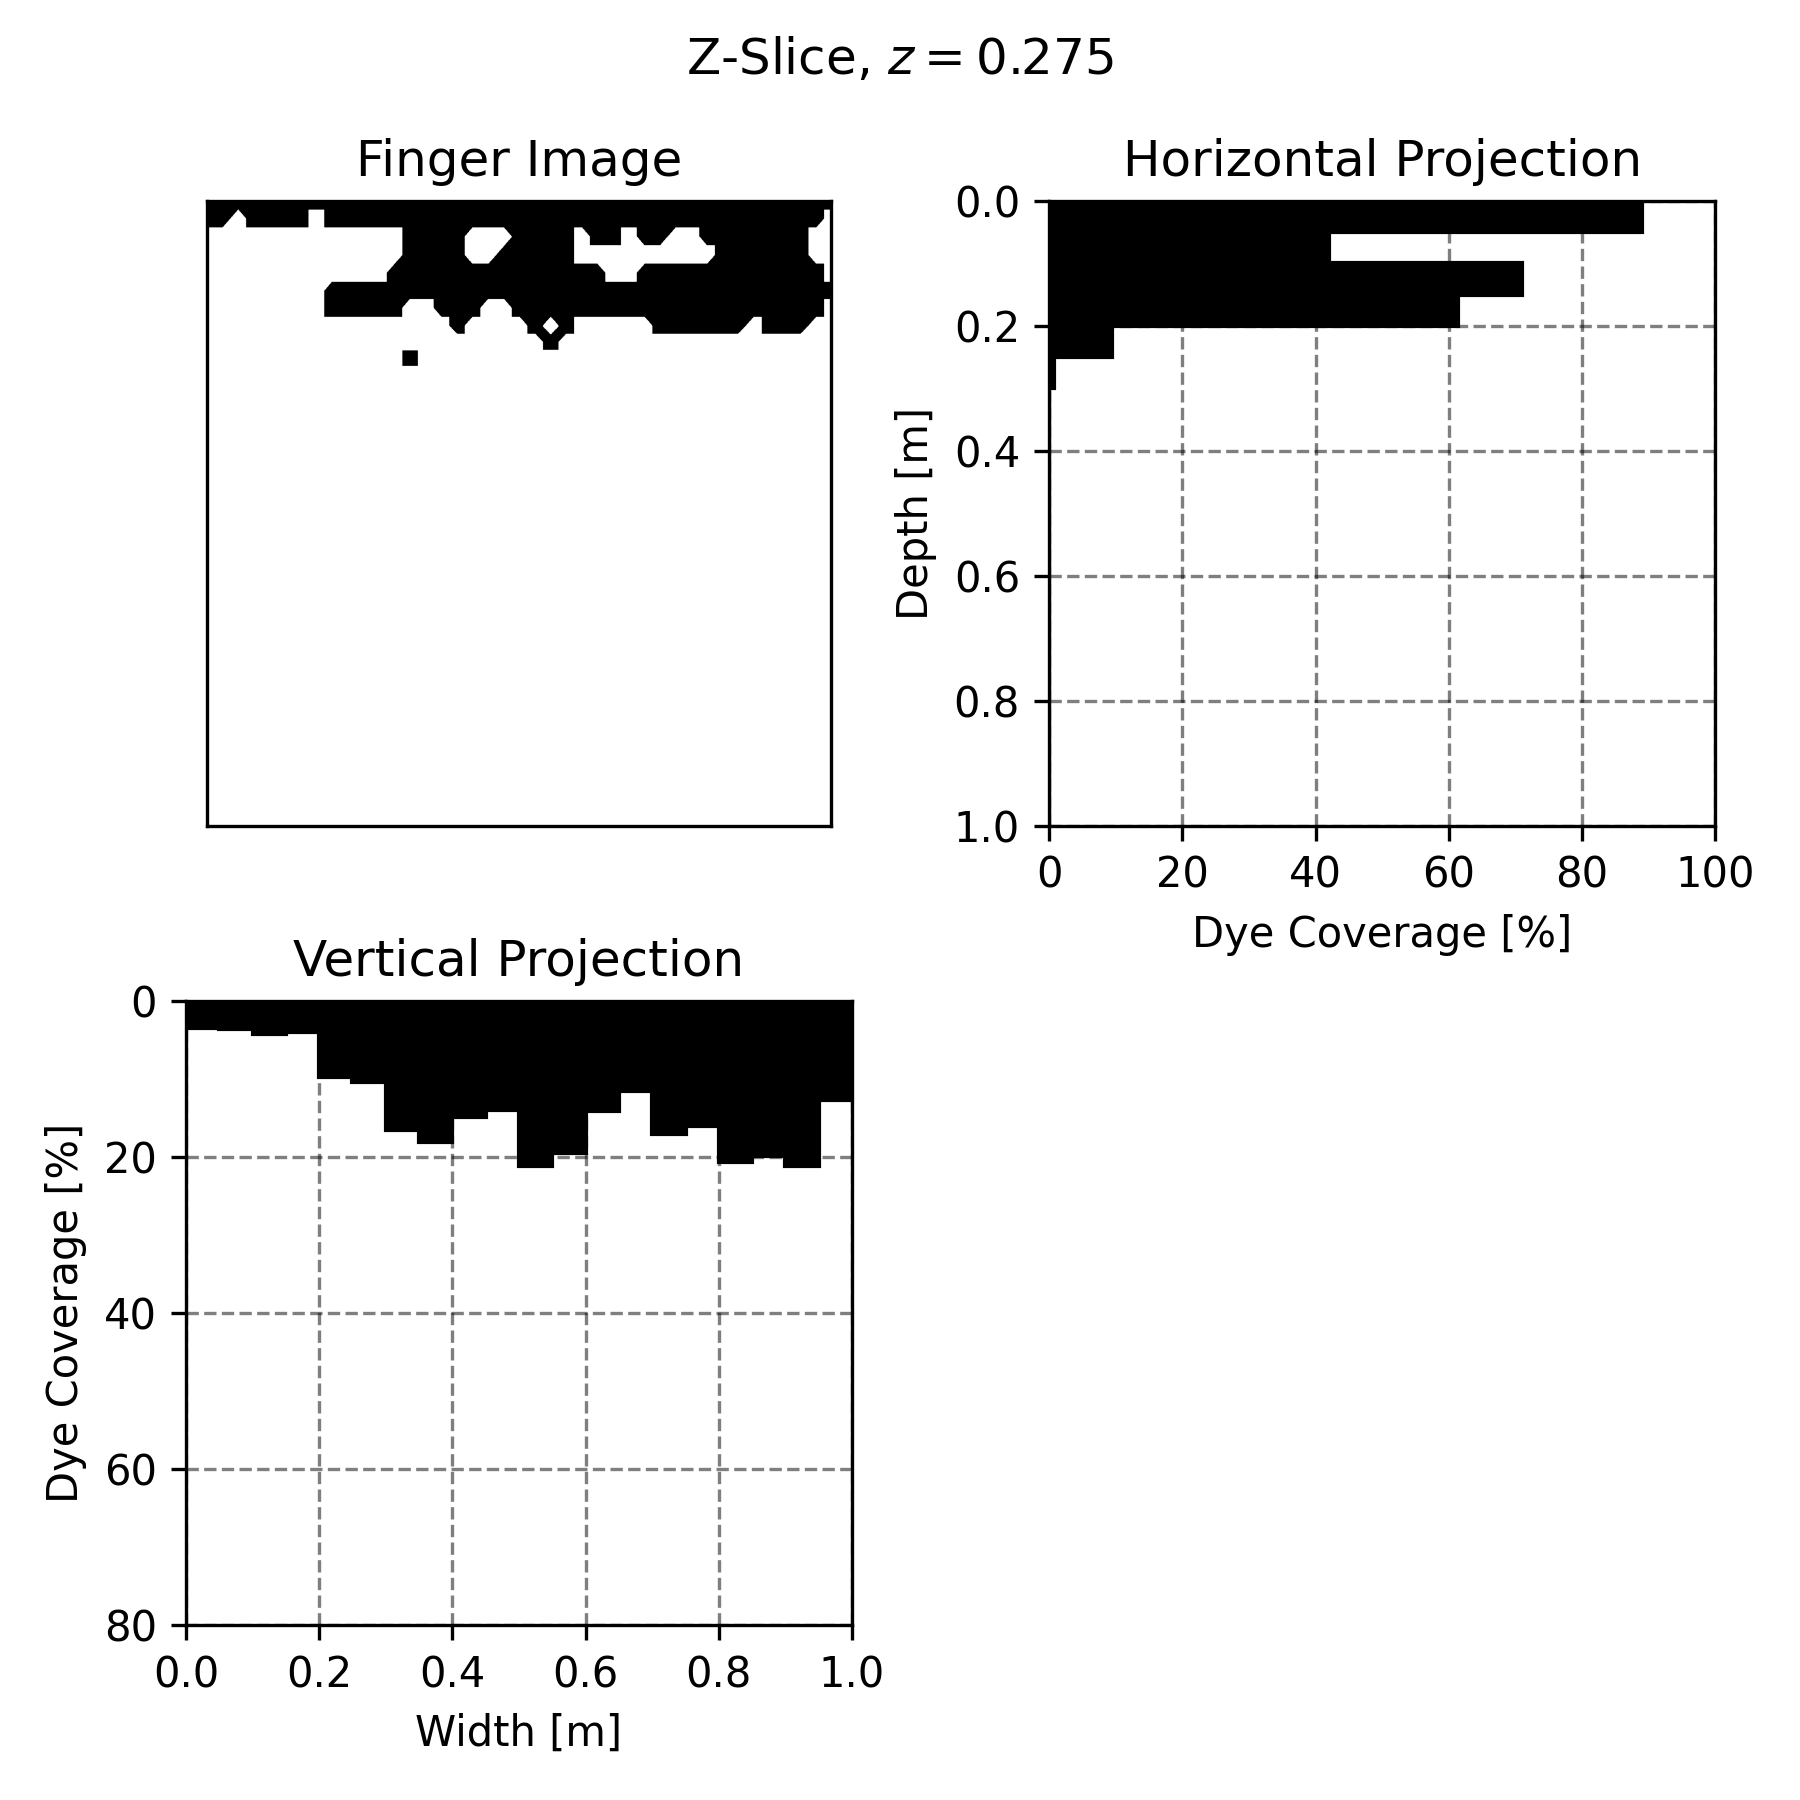 Z-Slice, z = 0.275
Finger Image
Horizontal Projection
0.0
0.2
0.4
0.6
0.8
1.0
Depth [m]
0 20 40 60 80 100
Dye Coverage [%]
Vertical Projection
0
20
40
60
80
Dye Coverage [%]
0.0 0.2 0.4 0.6 0.8 1.0
Width [m]